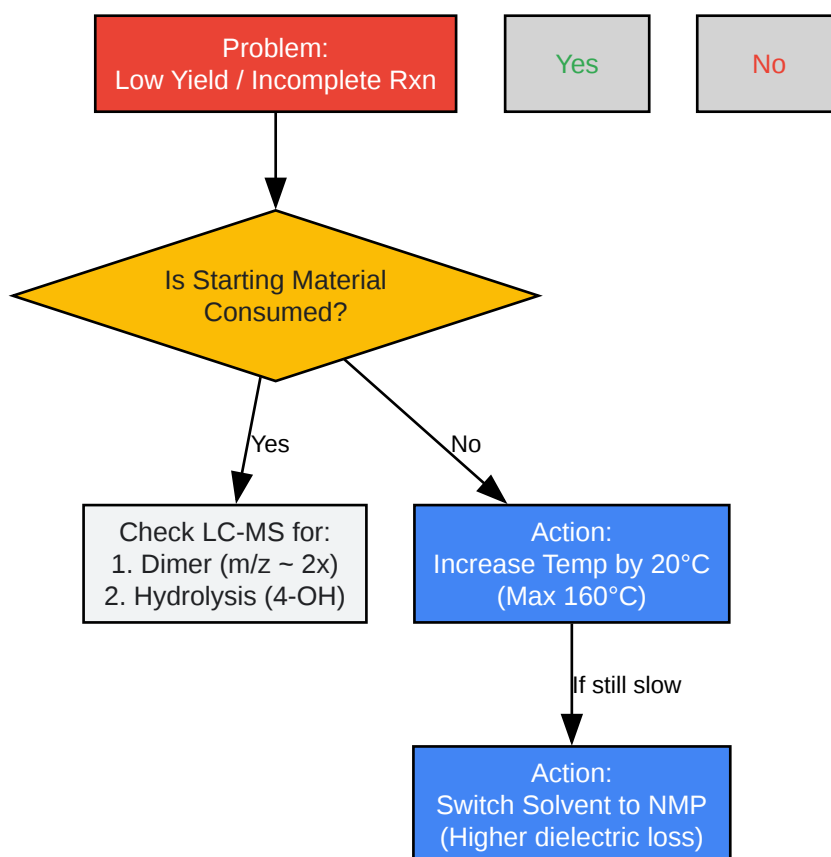 Problem:
Low Yield / Incomplete Rxn
Yes
No
Is Starting Material
Consumed?
Yes
No
Check LC-MS for:
1. Dimer (m/z ~ 2x)
2. Hydrolysis (4-OH)
Action:
Increase Temp by 20°C
(Max 160°C)
If still slow
Action:
Switch Solvent to NMP
(Higher dielectric loss)